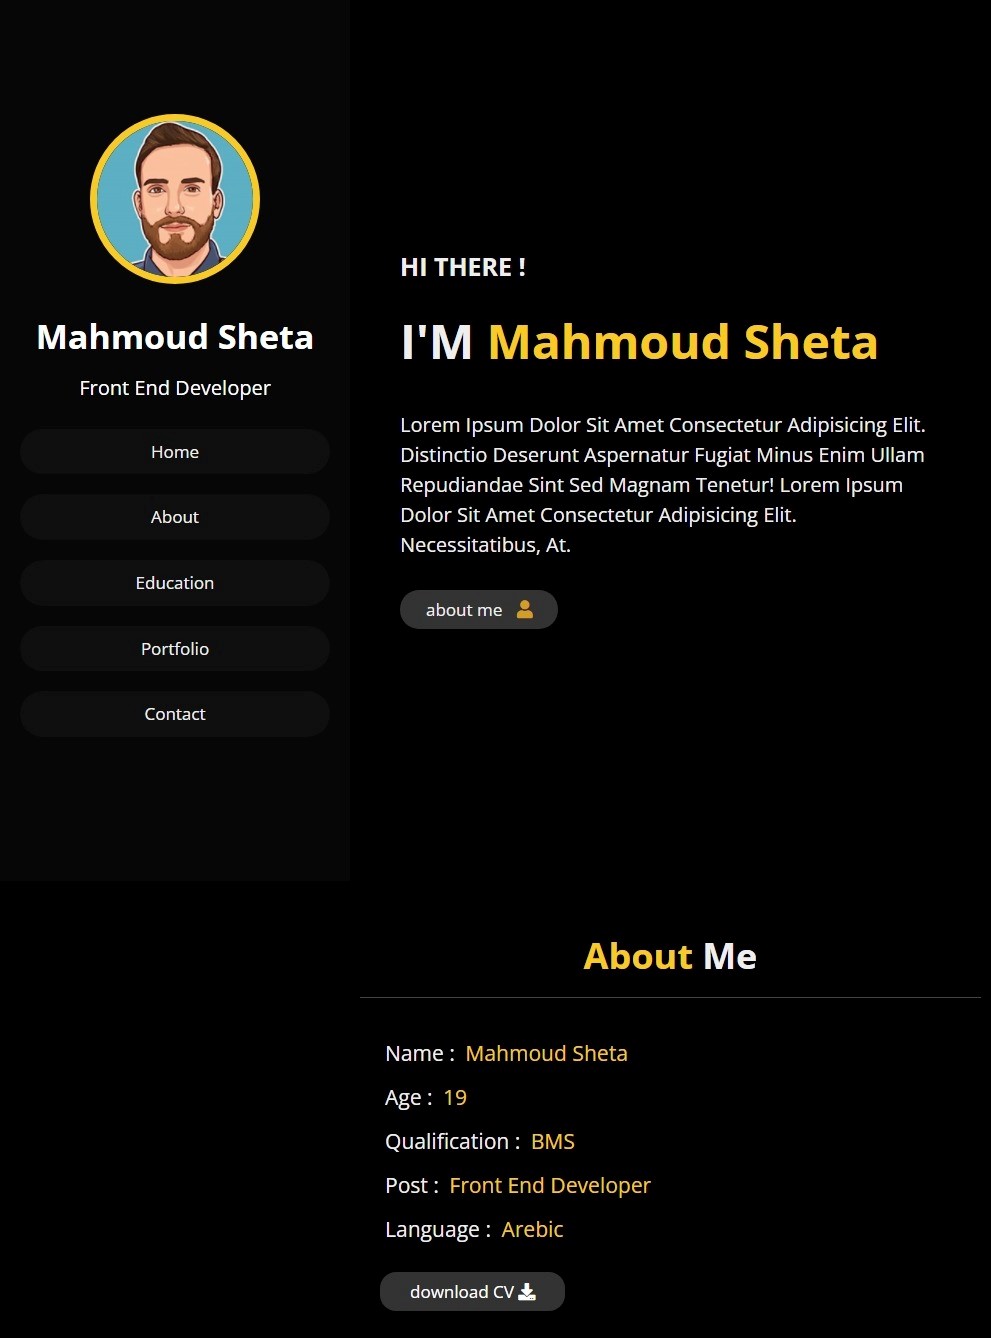 Mahmoud Sheta
Front End Developer
Home
About
Education
Portfolio
Contact
HI THERE !
I'M Mahmoud Sheta
Lorem Ipsum Dolor Sit Amet Consectetur Adipisicing Elit.
Distinctio Deserunt Aspernatur Fugiat Minus Enim Ullam
Repudiandae Sint Sed Magnam Tenetur! Lorem Ipsum
Dolor Sit Amet Consectetur Adipisicing Elit.
Necessitatibus, At.
about me
About Me
Name : Mahmoud Sheta
Age : 19
Qualification : BMS
Post : Front End Developer
Language : Arebic
download CV